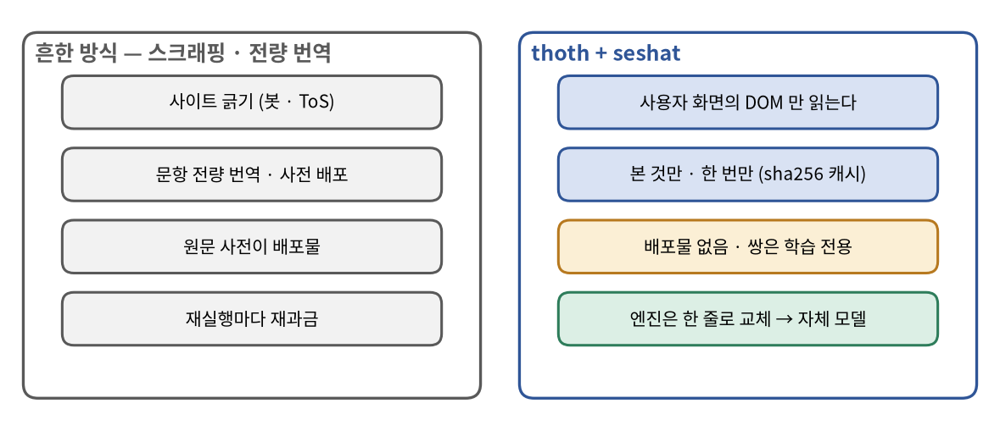 흔한 방식 — 스크래핑 · 전량 번역
사이트 긁기 (봇 · ToS)
문항 전량 번역 · 사전 배포
원문 사전이 배포물
재실행마다 재과금
thoth + seshat
사용자 화면의 DOM 만 읽는다
본 것만 · 한 번만 (sha256 캐시)
배포물 없음 · 쌍은 학습 전용
엔진은 한 줄로 교체 → 자체 모델